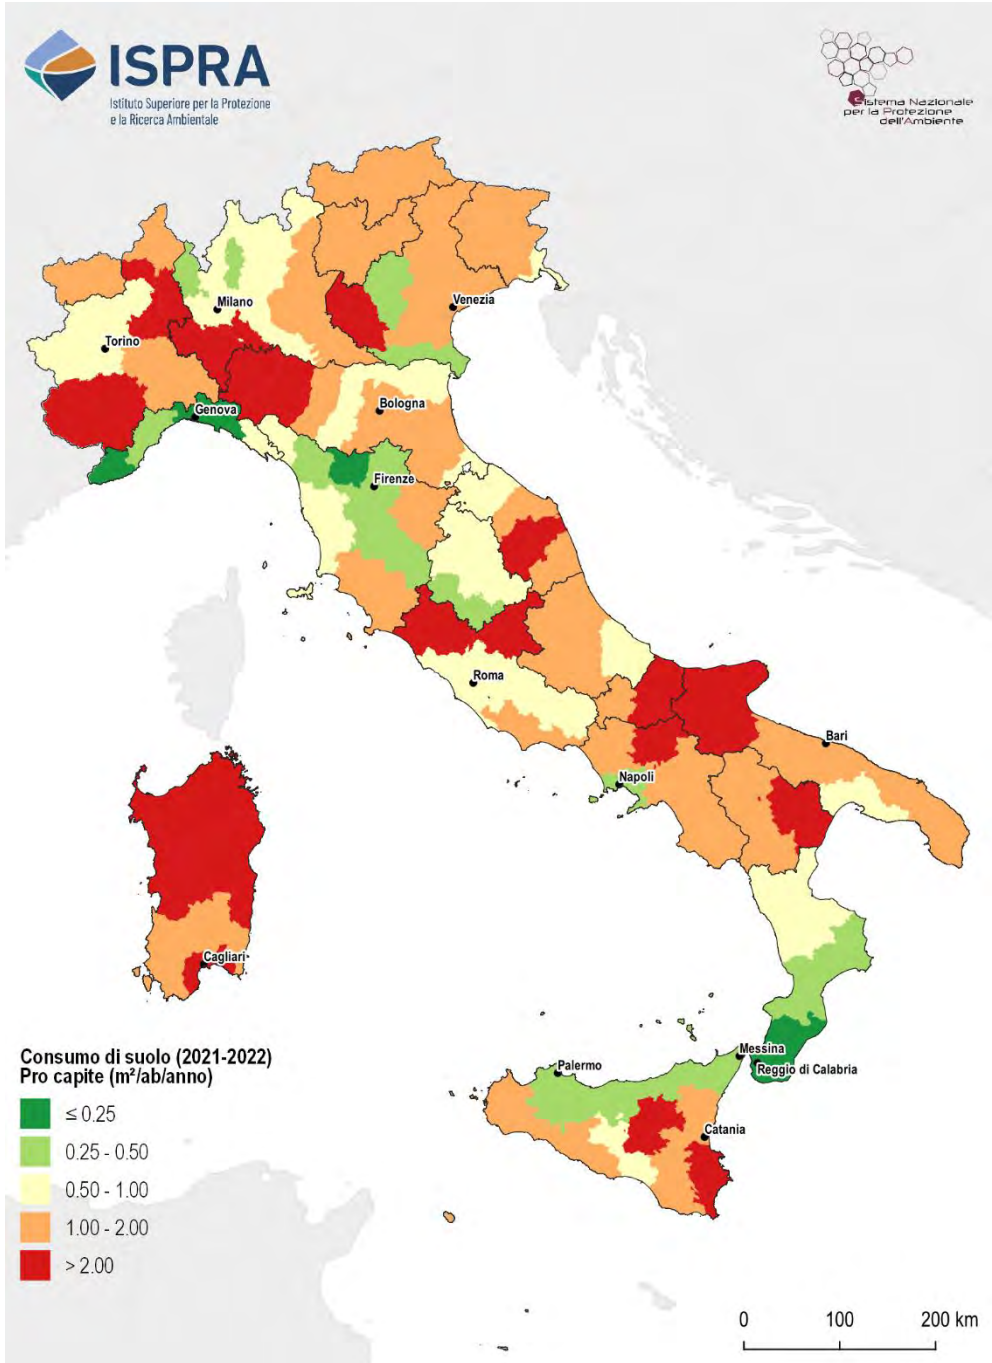 ISPRA
Istituto Superiore per la Protezione
e la Ricerca Ambientale
Sistema Nazionale
per la Protezione
dell'Ambiente
Milano
Venezia
Torino
Genova
Bologna
Firenze
Roma
Bari
Napoli
Cagliari
Messina
Reggio di Calabria
Palermo
Catania
Consumo di suolo (2021-2022)
Pro capite (m²/ab/anno)
≤ 0.25
0.25 - 0.50
0.50 - 1.00
1.00 - 2.00
> 2.00
0 100 200 km